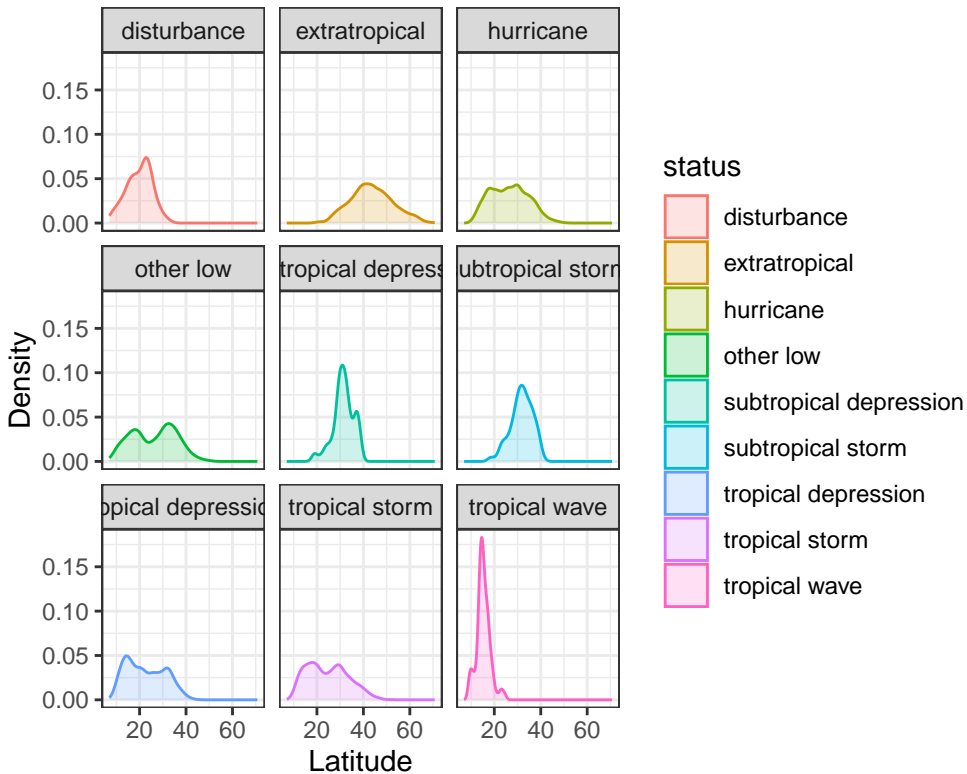 disturbance
extratropical
hurricane
0.15
0.10
0.05
0.00
other low
tropical depress
ubtropical storm
0.15
0.10
0.05
0.00
opical depressio
tropical storm
tropical wave
0.15
0.10
0.05
0.00
20 40 60
20 40 60
20 40 60
Latitude
Density
status
disturbance
extratropical
hurricane
other low
subtropical depression
subtropical storm
tropical depression
tropical storm
tropical wave